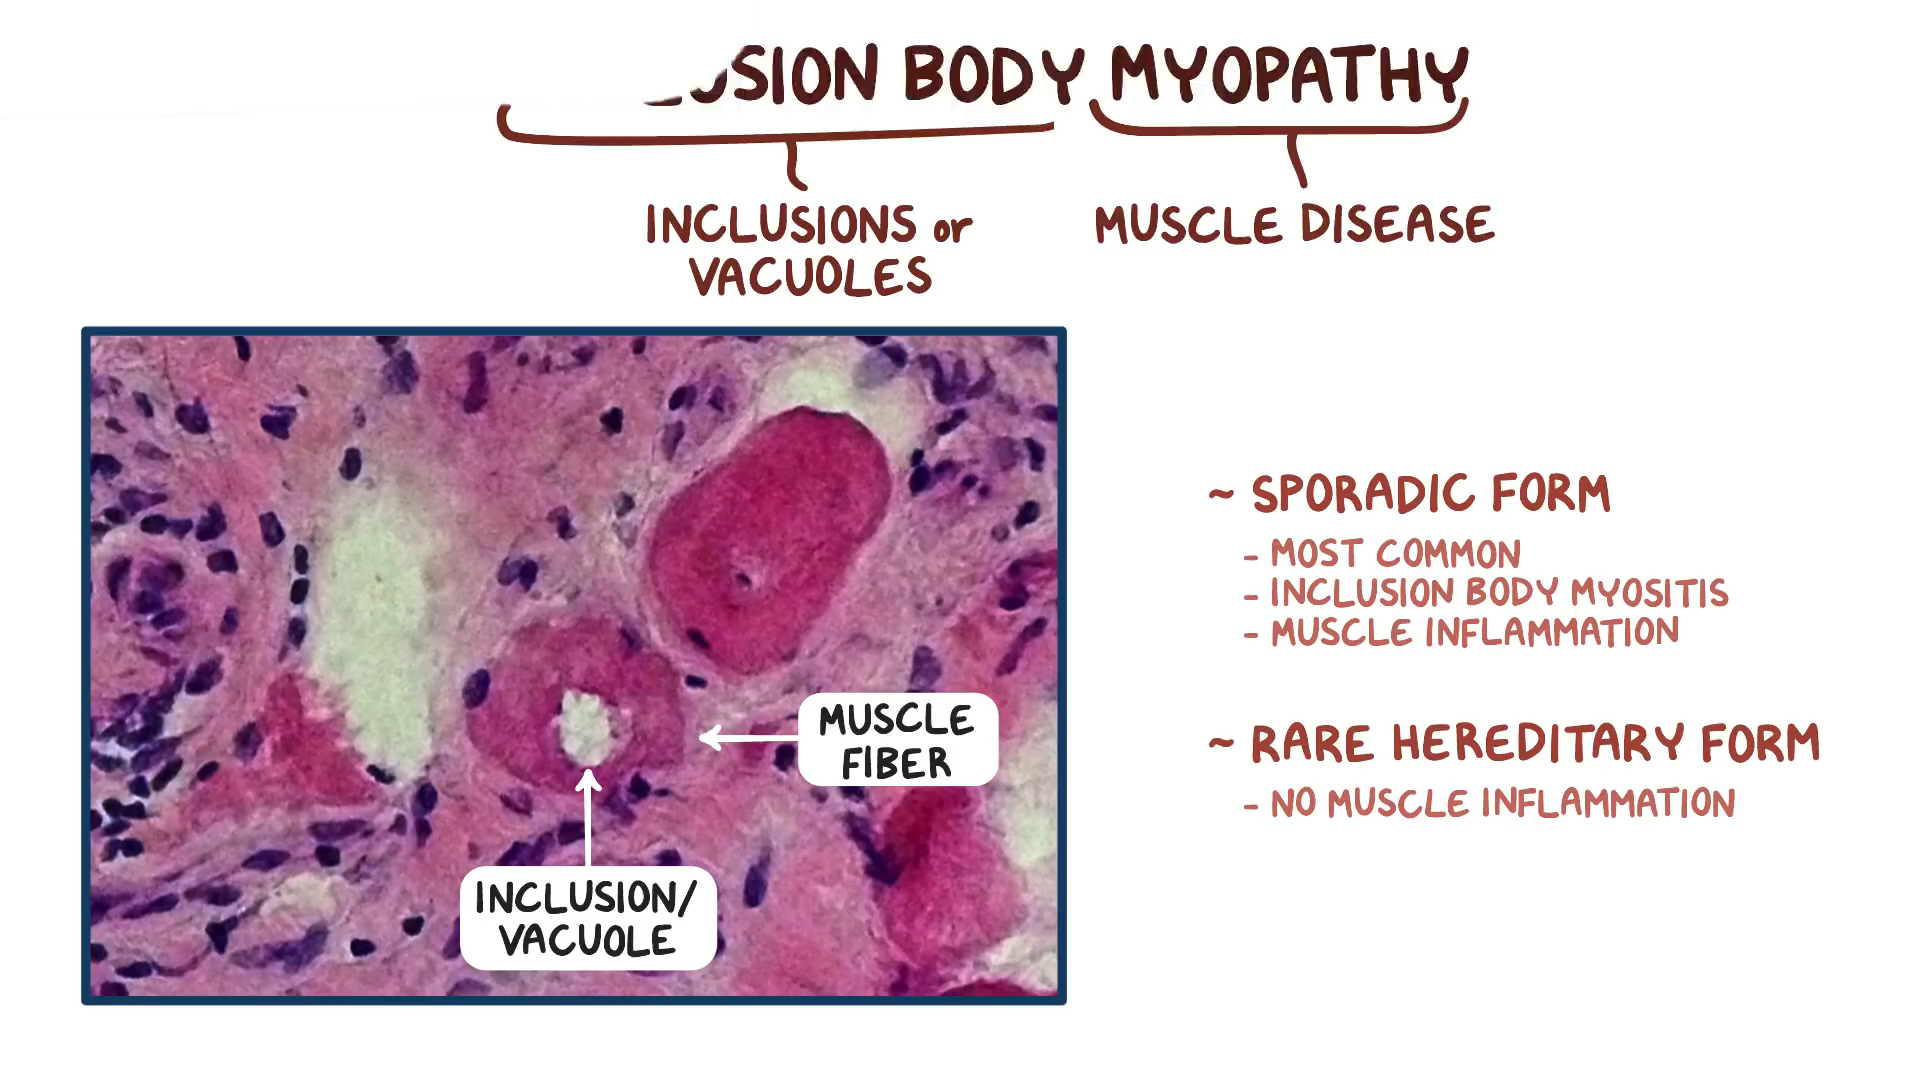 USION BODY MYOPATHY
INCLUSIONS or
VACUOLES
MUSCLE DISEASE
~ SPORADIC FORM
- MOST COMMON
- INCLUSION BODY MYOSITIS
- MUSCLE INFLAMMATION
~ RARE HEREDITARY FORM
- NO MUSCLE INFLAMMATION
MUSCLE
FIBER
INCLUSION/
VACUOLE